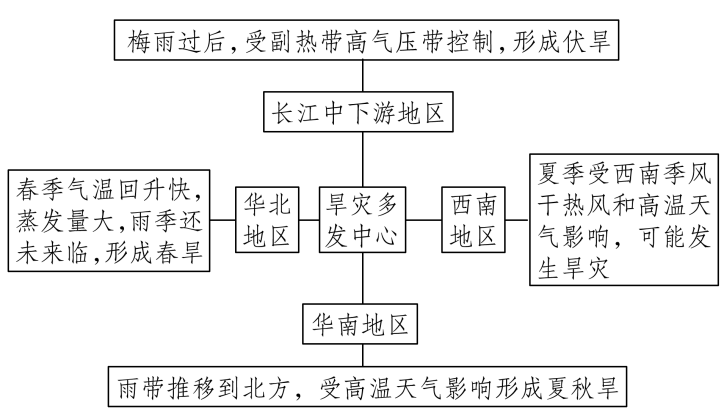 梅雨过后,受副热带高气压带控制,形成伏旱
长江中下游地区
春季气温回升快,
蒸发量大,雨季还
未来临,形成春旱
华北
地区
旱灾多
发中心
西南
地区
夏季受西南季风
干热风和高温天
气影响，可能发
生旱灾
华南地区
雨带推移到北方，受高温天气影响形成夏秋旱